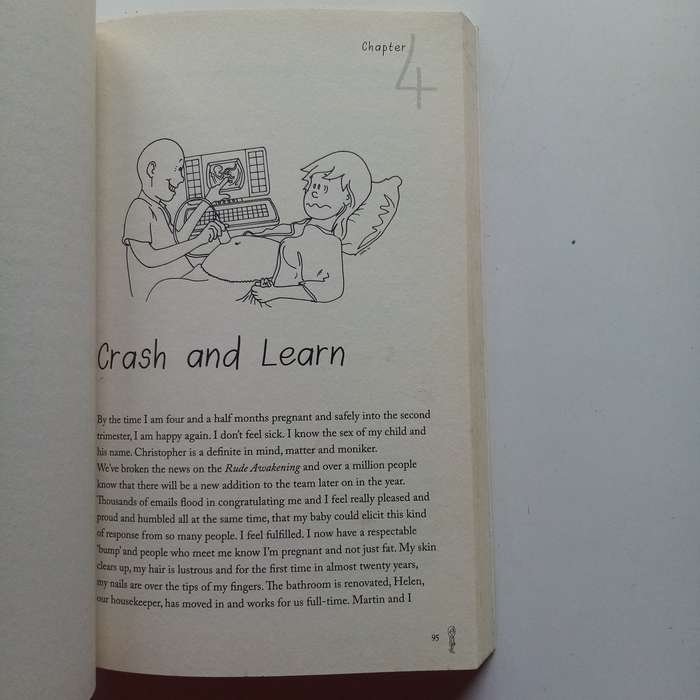 Chapter 4
Crash and Learn
By the time I am four and a half months pregnant and safely into the second
trimester, I am happy again. I don't feel sick. I know the sex of my child and
his name. Christopher is a definite in mind, matter and moniker.
We've broken the news on the Rude Awakening and over a million people
know that there will be a new addition to the team later on in the year.
Thousands of emails flood in congratulating me and I feel really pleased and
proud and humbled all at the same time, that my baby could elicit this kind
of response from so many people. I feel fulfilled. I now have a respectable
'bump' and people who meet me know I'm pregnant and not just fat. My skin
clears up, my hair is lustrous and for the first time in almost twenty years,
my nails are over the tips of my fingers. The bathroom is renovated, Helen,
our housekeeper, has moved in and works for us full-time. Martin and I
95